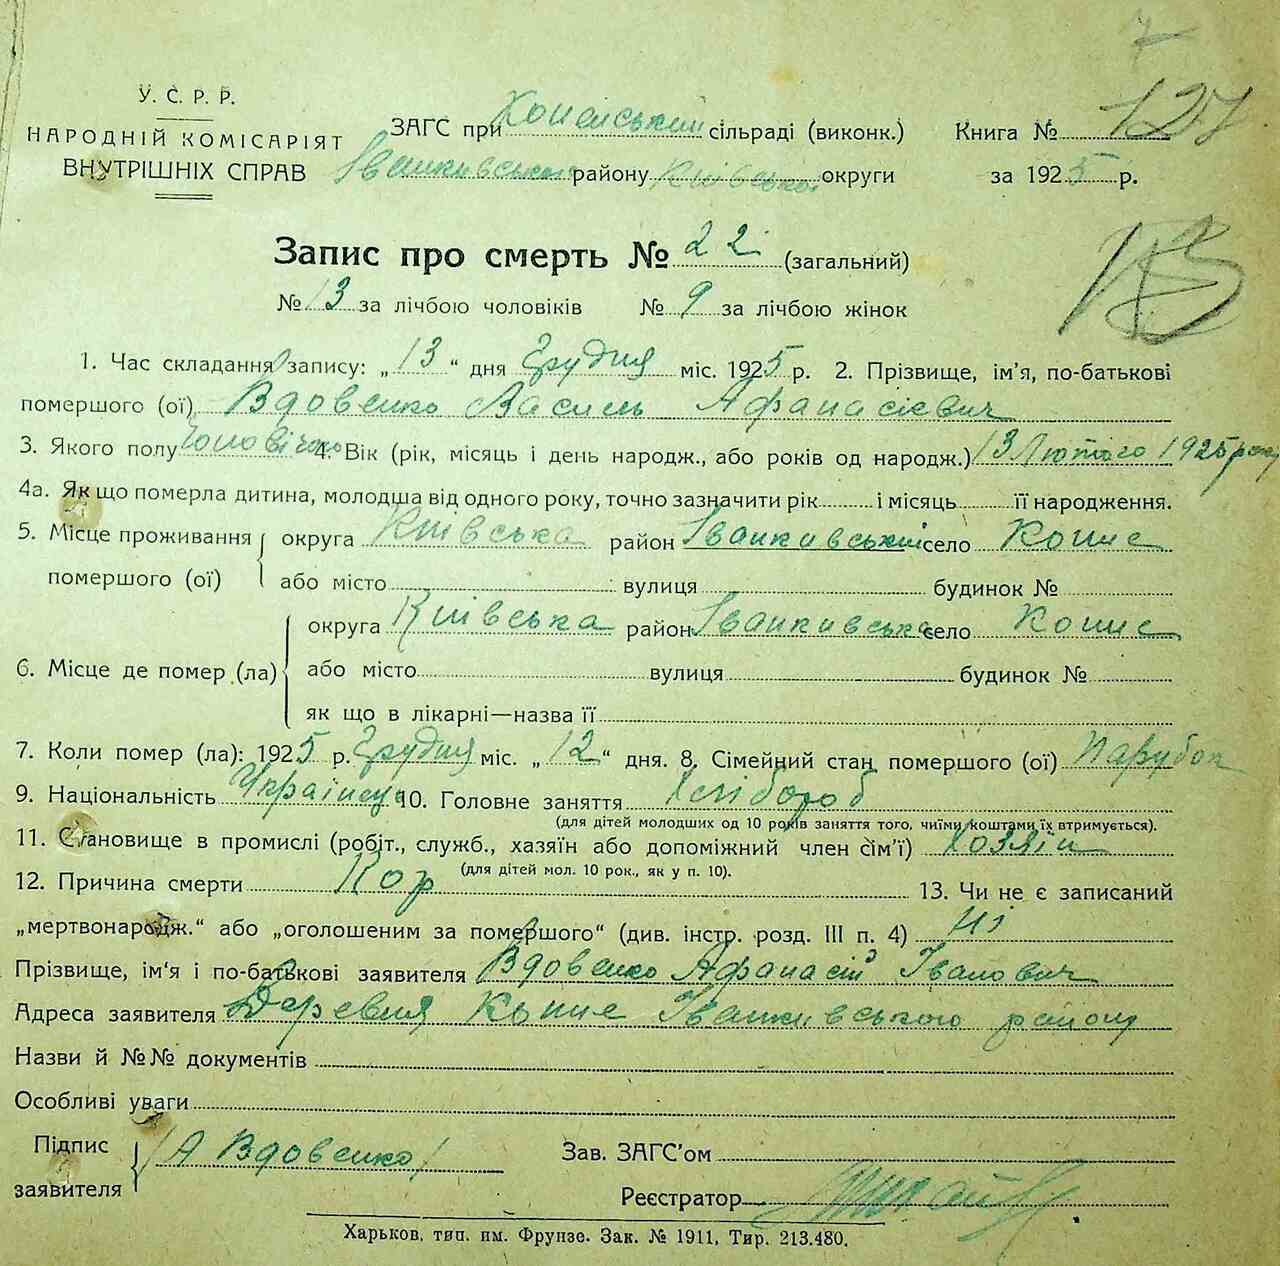 7
У. С. Р. Р.
НАРОДНІЙ КОМІСАРІЯТ
ВНУТРІШНІХ СПРАВ
ЗАГС при сільраді (виконк.)
Іванківського району Київської округи
Книга № 127
за 1925 р.
Запис про смерть № 22 (загальний)
№ 13 за лічбою чоловіків № 9 за лічбою жінок
1. Час складання запису: „13“ дня Грудня міс. 1925 р. 2. Прізвище, ім'я, по-батькові
помершого (ої) Вдовенко Василь Афанасієвич
3. Якого полу 4. Вік (рік, місяць і день народж., або років од народж.) 13 Лютого 1925 року
4а. Як що померла дитина, молодша від одного року, точно зазначити рік і місяць її народження.
5. Місце проживання помершого (ої) округа Київська район Іванкивський село Копие
або місто вулиця будинок №
6. Місце де помер (ла) округа Київська район Іванкивська село Копие
або місто вулиця будинок №
як що в лікарні—назва її
7. Коли помер (ла): 1925 р. Грудня міс. „12“ дня. 8. Сімейний стан помершого (ої) Парубок
9. Національність Українець 10. Головне заняття Хлібороб
(для дітей молодших од 10 років заняття того, чиїми коштами їх втримується).
11. Становище в промислі (робіт., служб., хазяїн або допоміжний член сім'ї) Хозяїн
(для дітей мол. 10 рок., як у п. 10).
12. Причина смерти Кор 13. Чи не є записаний
„мертвонародж.“ або „оголошеним за помершого“ (див. інстр. розд. III п. 4) Ні
Прізвище, ім'я і по-батькові заявителя Вдовенко Афанасій Іванович
Адреса заявителя Деревня Копие Іванкивського району
Назви й №№ документів
Особливі уваги
Підпис заявителя /А Вдовенко/
Зав. ЗАГС'ом
Реєстратор
Харьков, тип. им. Фрунзе. Зак. № 1911, Тир. 213.480.